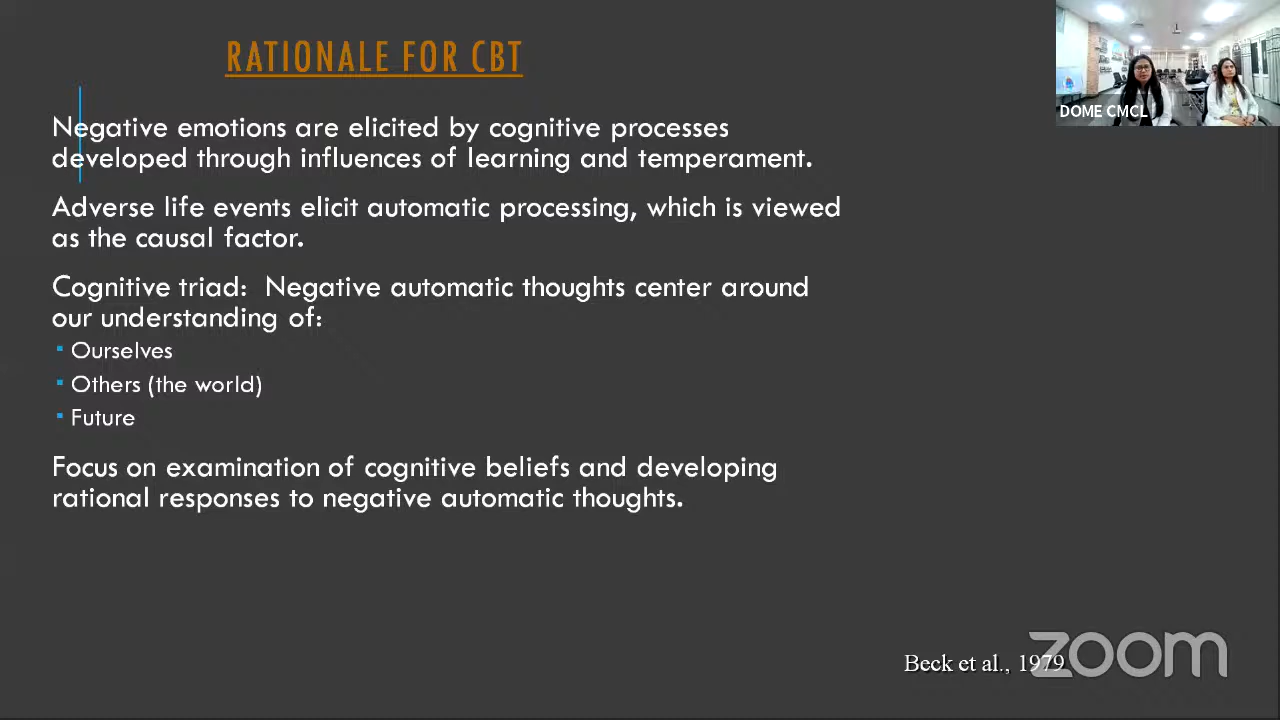 RATIONALE FOR CBT
DOME CMCL
Negative emotions are elicited by cognitive processes
developed through influences of learning and temperament.
Adverse life events elicit automatic processing, which is viewed
as the causal factor.
Cognitive triad: Negative automatic thoughts center around
our understanding of:
▪ Ourselves
▪ Others (the world)
▪ Future
Focus on examination of cognitive beliefs and developing
rational responses to negative automatic thoughts.
Beck et al., 1979
zoom